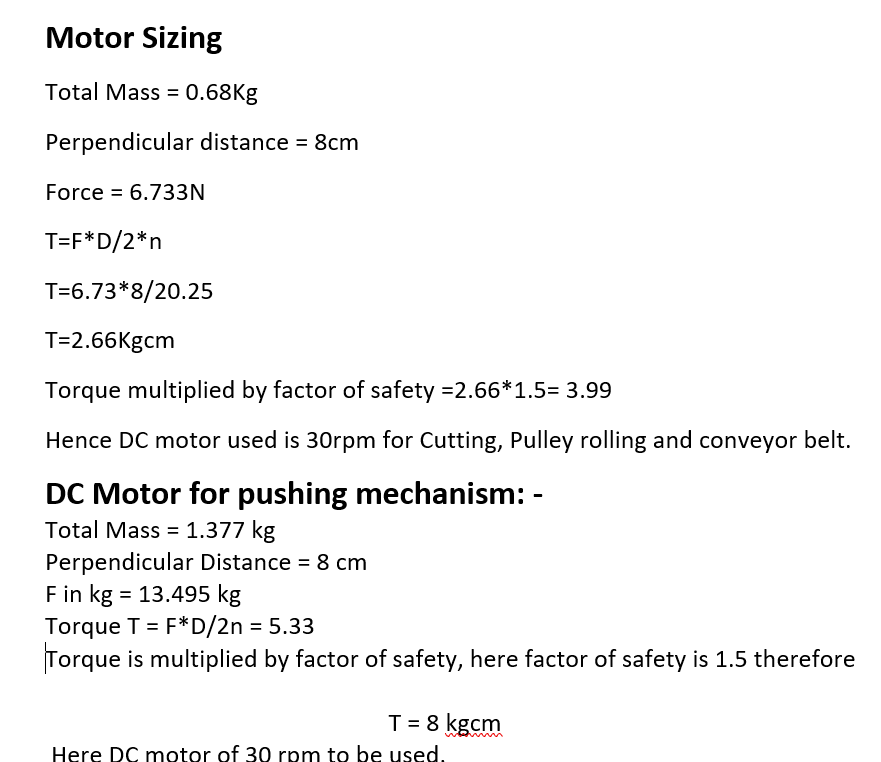 Motor Sizing
Total Mass = 0.68Kg
Perpendicular distance = 8cm
Force = 6.733N
T=F*D/2*n
T=6.73*8/20.25
T=2.66Kgcm
Torque multiplied by factor of safety =2.66*1.5= 3.99
Hence DC motor used is 30rpm for Cutting, Pulley rolling and conveyor belt.
DC Motor for pushing mechanism: -
Total Mass = 1.377 kg
Perpendicular Distance = 8 cm
F in kg = 13.495 kg
Torque T = F*D/2n = 5.33
Torque is multiplied by factor of safety, here factor of safety is 1.5 therefore
T = 8 kgcm
Here DC motor of 30 rpm to be used.